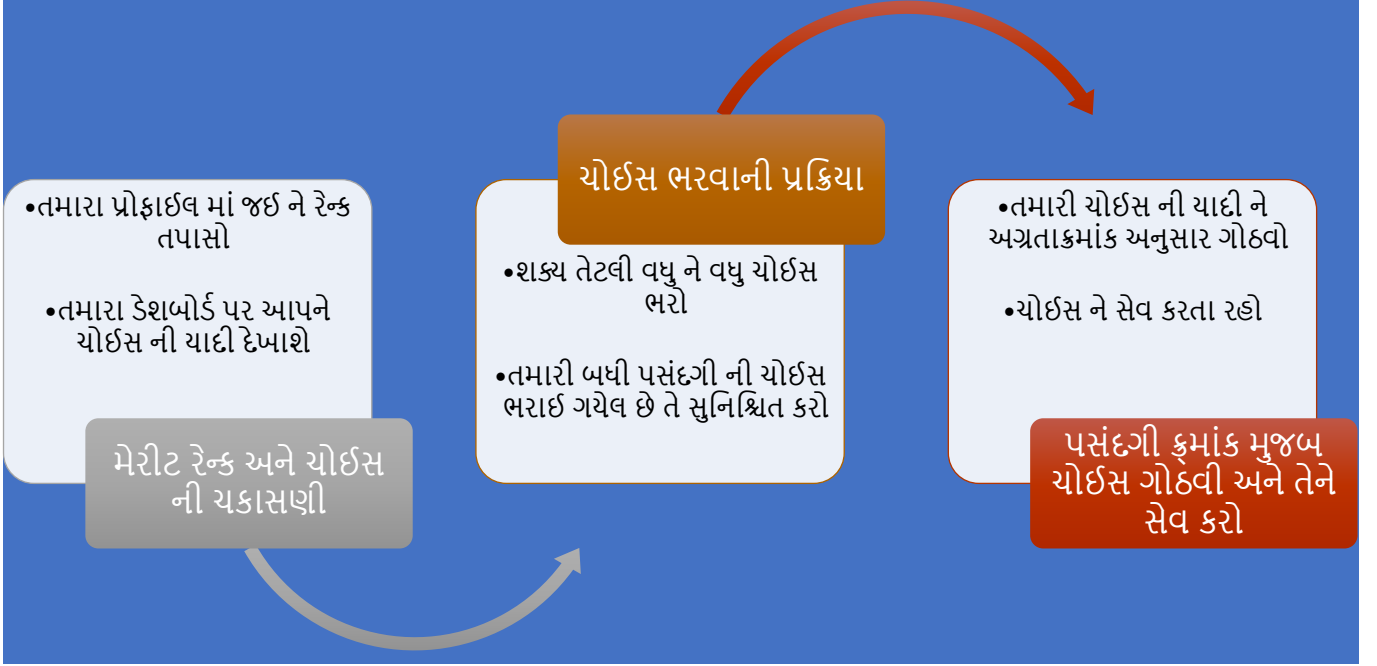 •તમારા પ્રોફાઈલ માં જઈ ને રેન્ક
તપાસો
•તમારા ડેશબોર્ડ પર આપને
ચોઈસ ની યાદી દેખાશે
મેરીટ રેન્ક અને ચોઈસ
ની ચકાસણી
ચોઈસ ભરવાની પ્રક્રિયા
•શક્ય તેટલી વધુ ને વધુ ચોઈસ
ભરો
•તમારી બધી પસંદગી ની ચોઈસ
ભરાઈ ગયેલ છે તે સુનિશ્ચિત કરો
•તમારી ચોઈસ ની યાદી ને
અગ્રતાક્રમાંક અનુસાર ગોઠવો
•ચોઈસ ને સેવ કરતા રહો
પસંદગી ક્ર્માંક મુજબ
ચોઈસ ગોઠવી અને તેને
સેવ કરો